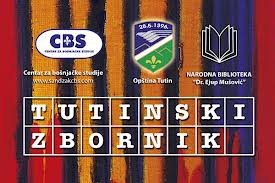 28.6.1996.
CBS
CENTAR ZA BOŠNJAČKE STUDIJE
Centar za bošnjačke studije
www.sandzakcbs.com
Opština Tutin
NARODNA BIBLIOTEKA
"Dr. Ejup Mušović"
TUTINSKI
ZBORNIK